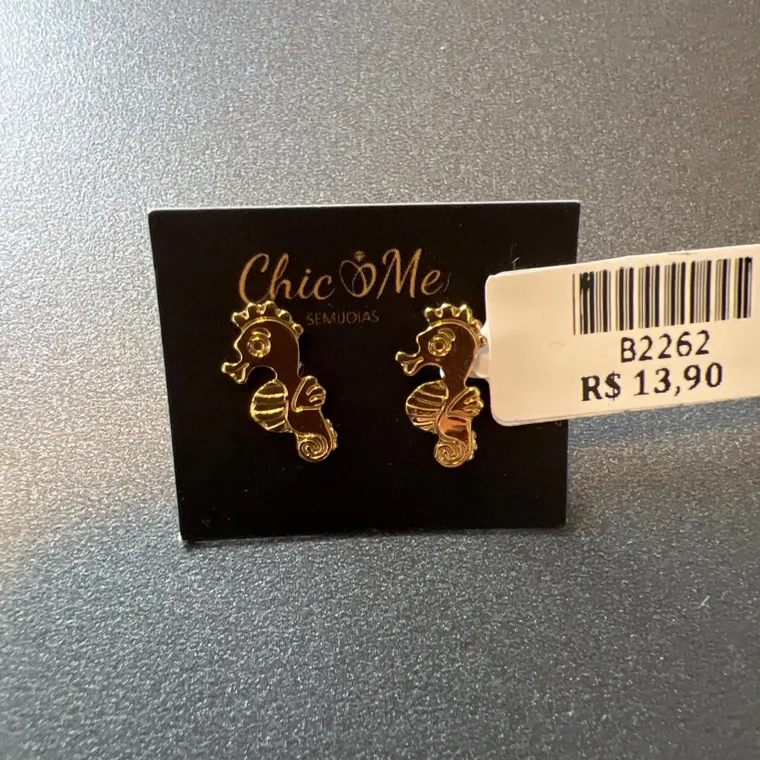 Chic Me
SEMIJOIAS
B2262
R$ 13,90